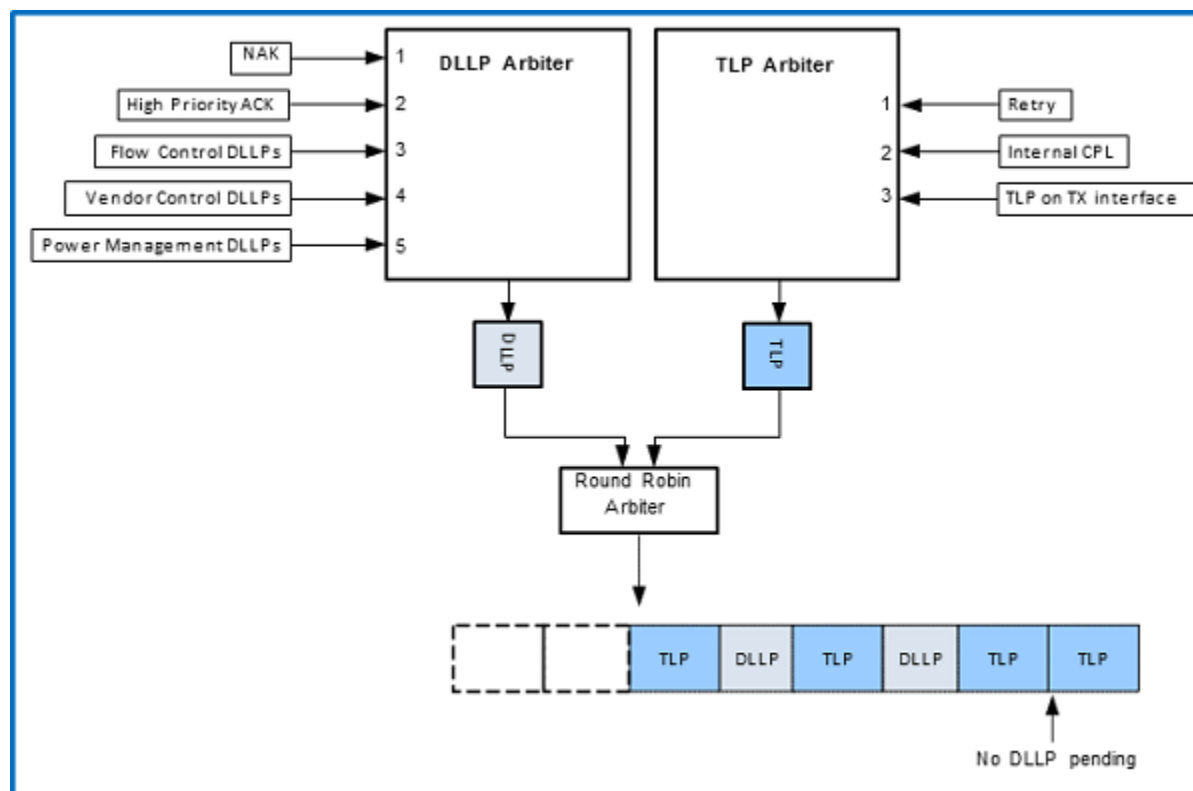 DLLP Arbiter
NAK
1
High Priority ACK
2
Flow Control DLLPs
3
Vendor Control DLLPs
4
Power Management DLLPs
5
TLP Arbiter
1
Retry
2
Internal CPL
3
TLP on TX interface
DLLP
TLP
Round Robin
Arbiter
TLP DLLP TLP DLLP TLP TLP
No DLLP pending